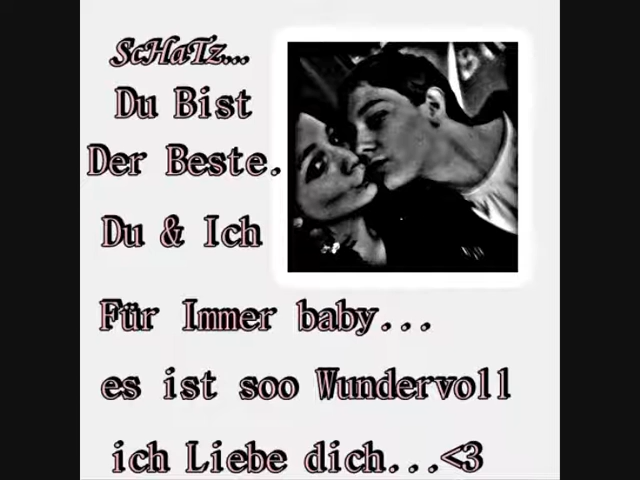 ScHaTz...
Du Bist
Der Beste.
Du & Ich
Für Immer baby...
es ist soo Wundervoll
ich Liebe dich...<3